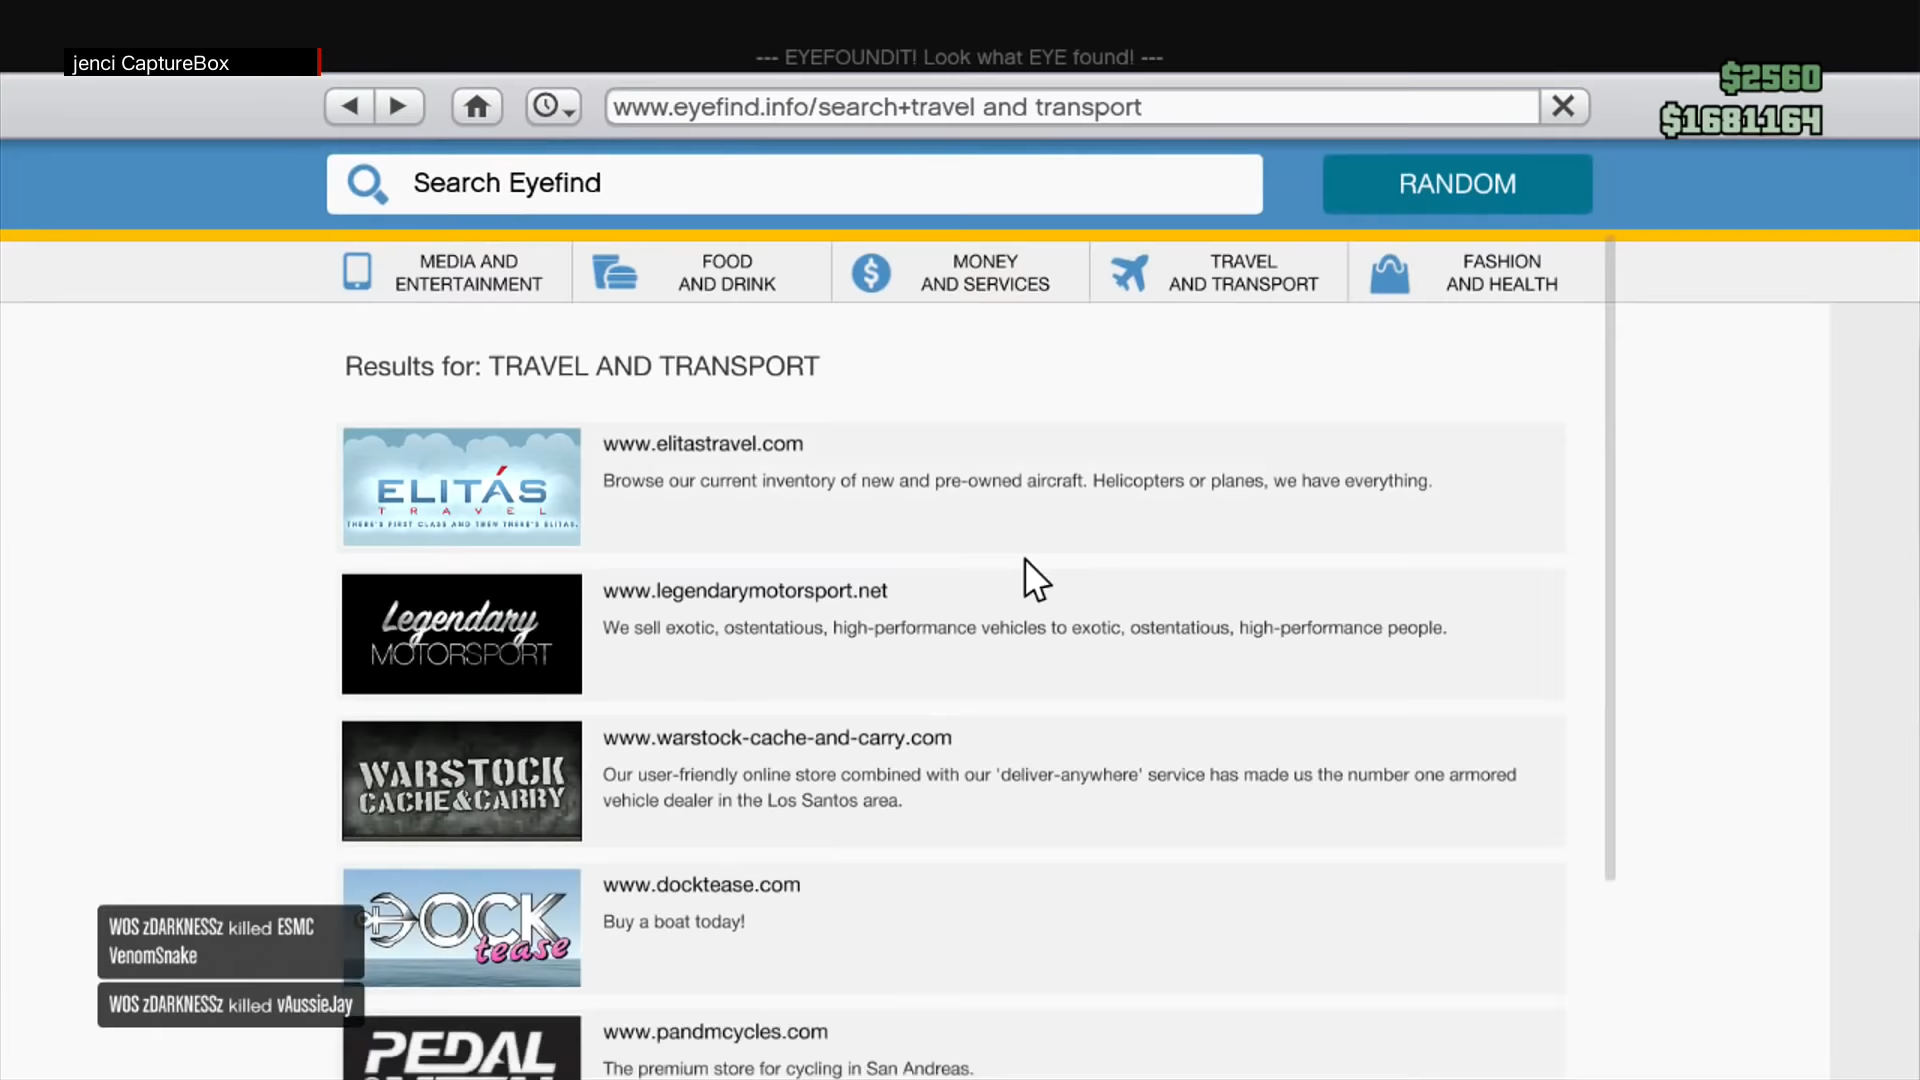 jenci CaptureBox
--- EYEFOUNDIT! Look what EYE found! ---
$2560
$1681164
www.eyefind.info/search+travel and transport
Search Eyefind
RANDOM
MEDIA AND
ENTERTAINMENT
FOOD
AND DRINK
MONEY
AND SERVICES
TRAVEL
AND TRANSPORT
FASHION
AND HEALTH
Results for: TRAVEL AND TRANSPORT
ELITÁS
TRAVEL
THERE'S FIRST CLASS AND THEN THERE'S ELITAS.
www.elitastravel.com
Browse our current inventory of new and pre-owned aircraft. Helicopters or planes, we have everything.
Legendary
MOTORSPORT
www.legendarymotorsport.net
We sell exotic, ostentatious, high-performance vehicles to exotic, ostentatious, high-performance people.
WARSTOCK
CACHE&CARRY
www.warstock-cache-and-carry.com
Our user-friendly online store combined with our 'deliver-anywhere' service has made us the number one armored
vehicle dealer in the Los Santos area.
DOCK
tease
www.docktease.com
Buy a boat today!
WOS zDARKNESSz killed ESMC
VenomSnake
WOS zDARKNESSz killed vAussieJay
PEDAL
www.pandmcycles.com
The premium store for cycling in San Andreas.